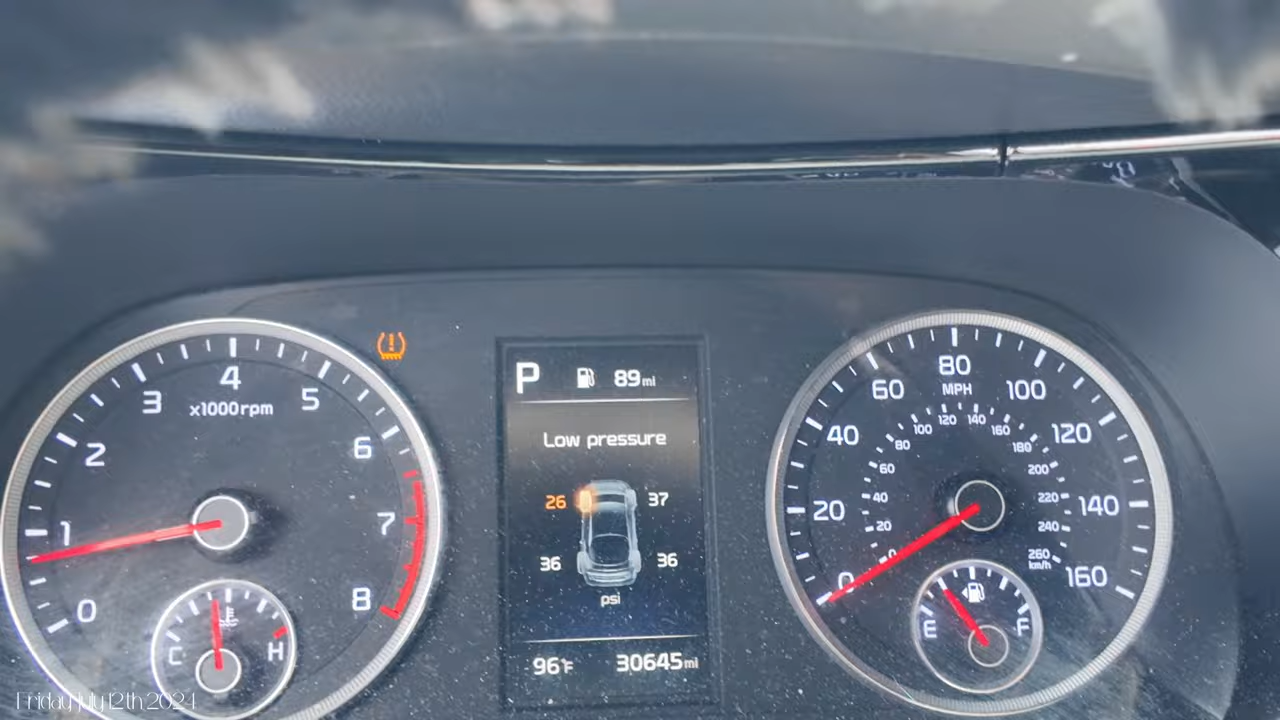 4
3
5
x1000rpm
2
6
1
7
0
8
C
H
P 89mi
Low pressure
26 37
36 36
psi
96°F 30645mi
80
MPH
60
100
40
120
20
140
0
160
120
140
100
160
80
180
60
200
40
220
20
240
0
260
km/h
E
F
Friday July 12th 2024